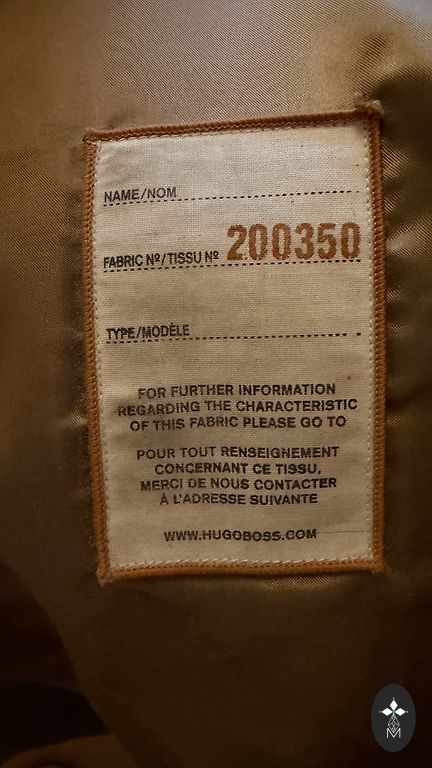 NAME/NOM
FABRIC Nº/TISSU Nº 200350
TYPE/MODÈLE
FOR FURTHER INFORMATION
REGARDING THE CHARACTERISTIC
OF THIS FABRIC PLEASE GO TO
POUR TOUT RENSEIGNEMENT
CONCERNANT CE TISSU,
MERCI DE NOUS CONTACTER
À L'ADRESSE SUIVANTE
WWW.HUGOBOSS.COM
M